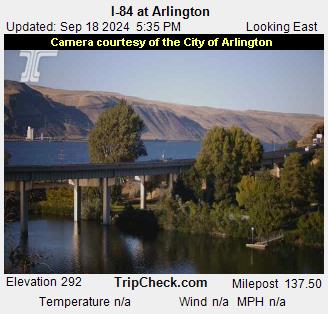 I-84 at Arlington
Updated: Sep 18 2024 5:35 PM Looking East
Camera courtesy of the City of Arlington
Elevation 292 TripCheck.com Milepost 137.50
Temperature n/a Wind n/a MPH n/a